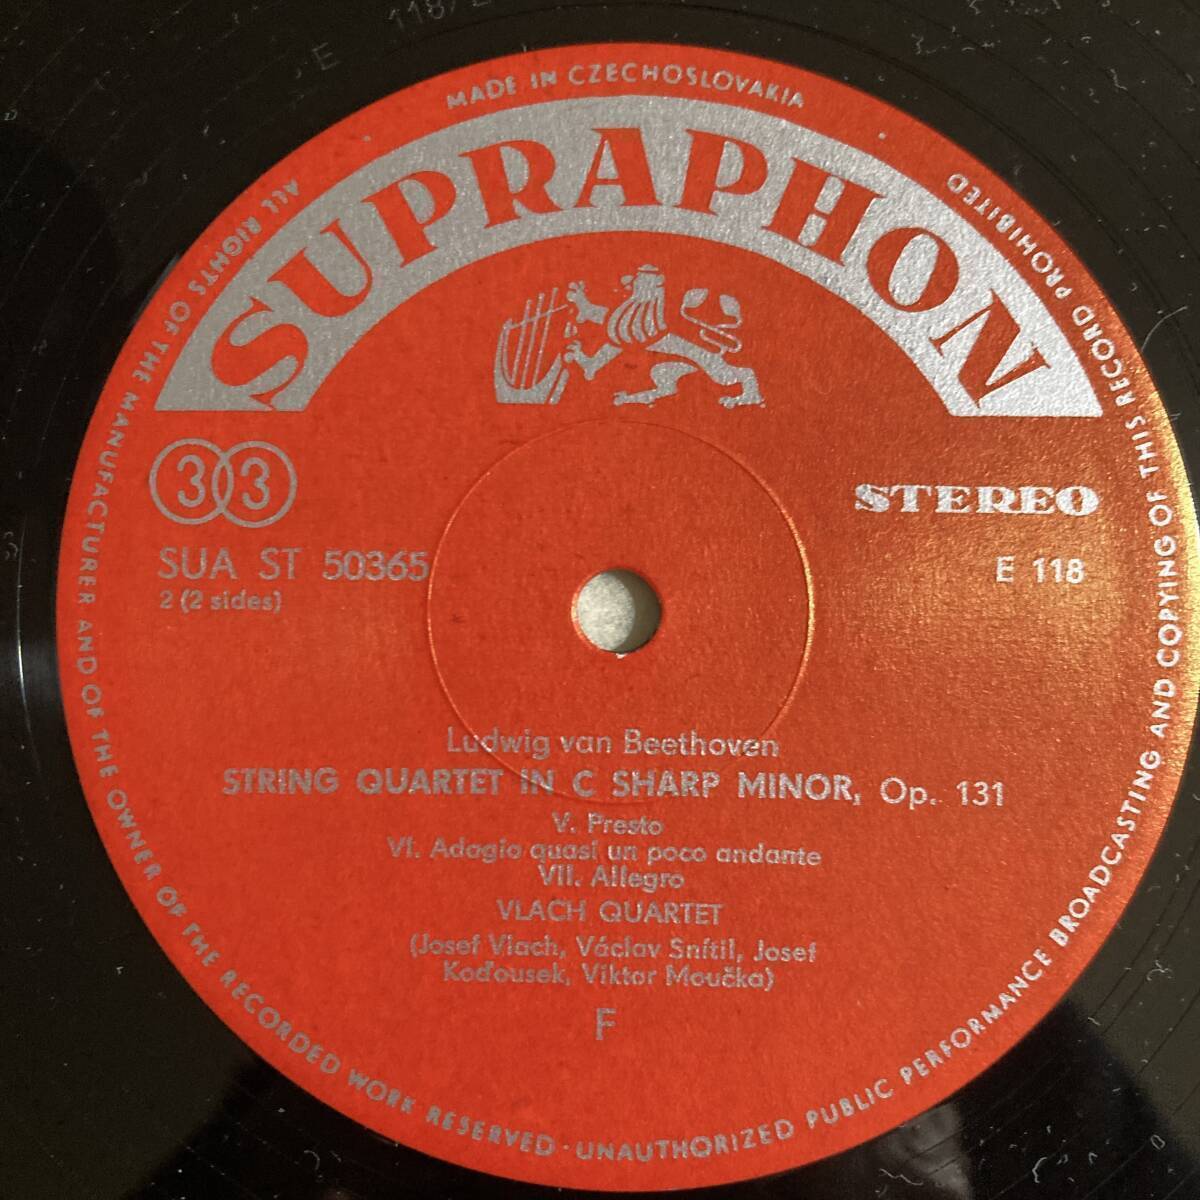 1187 2
E
MADE IN CZECHOSLOVAKIA
SUPRAPHON
33
STEREO
SUA ST 50365
E 118
2 (2 sides)
Ludwig van Beethoven
STRING QUARTET IN C SHARP MINOR, Op. 131
V. Presto
VI. Adagio quasi un poco andante
VII. Allegro
VLACH QUARTET
(Josef Vlach, Václav Snítil, Josef
Koďousek, Viktor Moučka)
F
ALL RIGHTS OF THE MANUFACTURER AND OF THE OWNER OF THE RECORDED WORK RESERVED · UNAUTHORIZED PUBLIC PERFORMANCE BROADCASTING AND COPYING OF THIS RECORD PROHIBITED